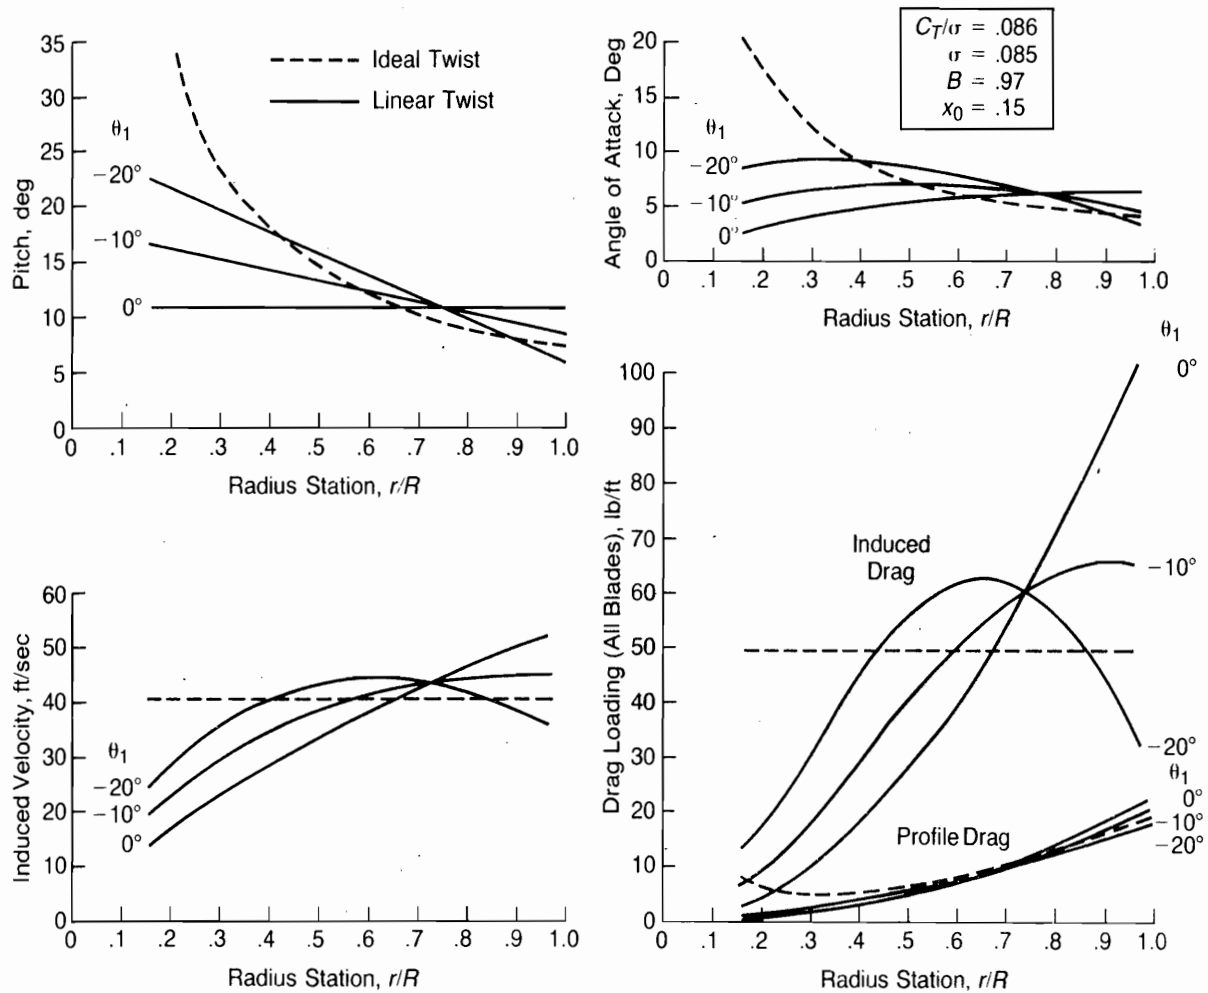 35
30
25
20
15
10
5
0
Pitch, deg
Ideal Twist
Linear Twist
θ1
−20°
−10°
0°
0 .1 .2 .3 .4 .5 .6 .7 .8 .9 1.0
Radius Station, r/R
20
15
10
5
0
Angle of Attack, Deg
CT/σ = .086
σ = .085
B = .97
x0 = .15
θ1
−20°
−10°
0°
0 .1 .2 .3 .4 .5 .6 .7 .8 .9 1.0
Radius Station, r/R
60
50
40
30
20
10
0
Induced Velocity, ft/sec
θ1
−20°
−10°
0°
0 .1 .2 .3 .4 .5 .6 .7 .8 .9 1.0
Radius Station, r/R
100
90
80
70
60
50
40
30
20
10
0
Drag Loading (All Blades), lb/ft
θ1
0°
Induced
Drag
−10°
−20°
θ1
0°
−10°
−20°
Profile Drag
0 .1 .2 .3 .4 .5 .6 .7 .8 .9 1.0
Radius Station, r/R